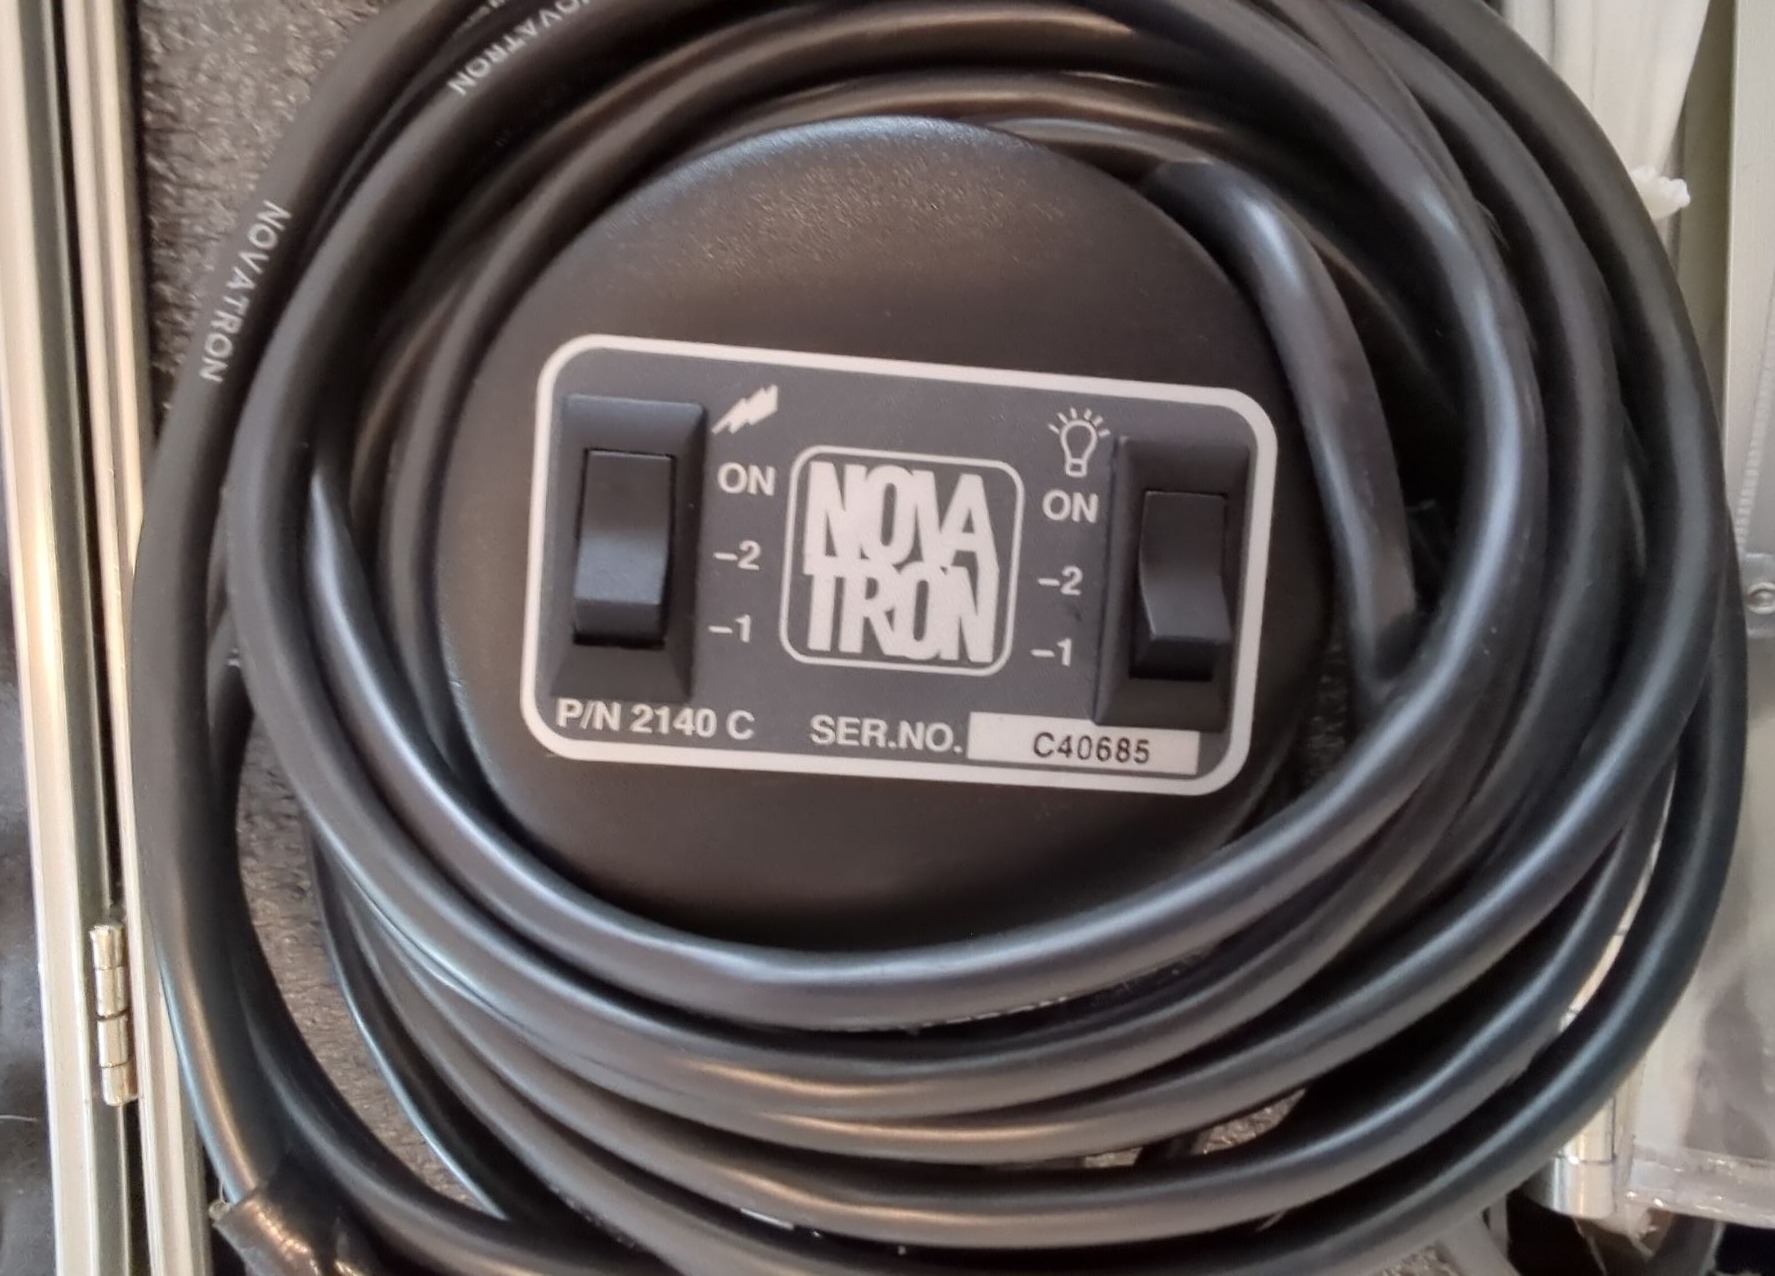 NOVATRON
NOVATRON
ON
-2
-1
NOVA
TRON
ON
-2
-1
P/N 2140 C
SER.NO.
C40685